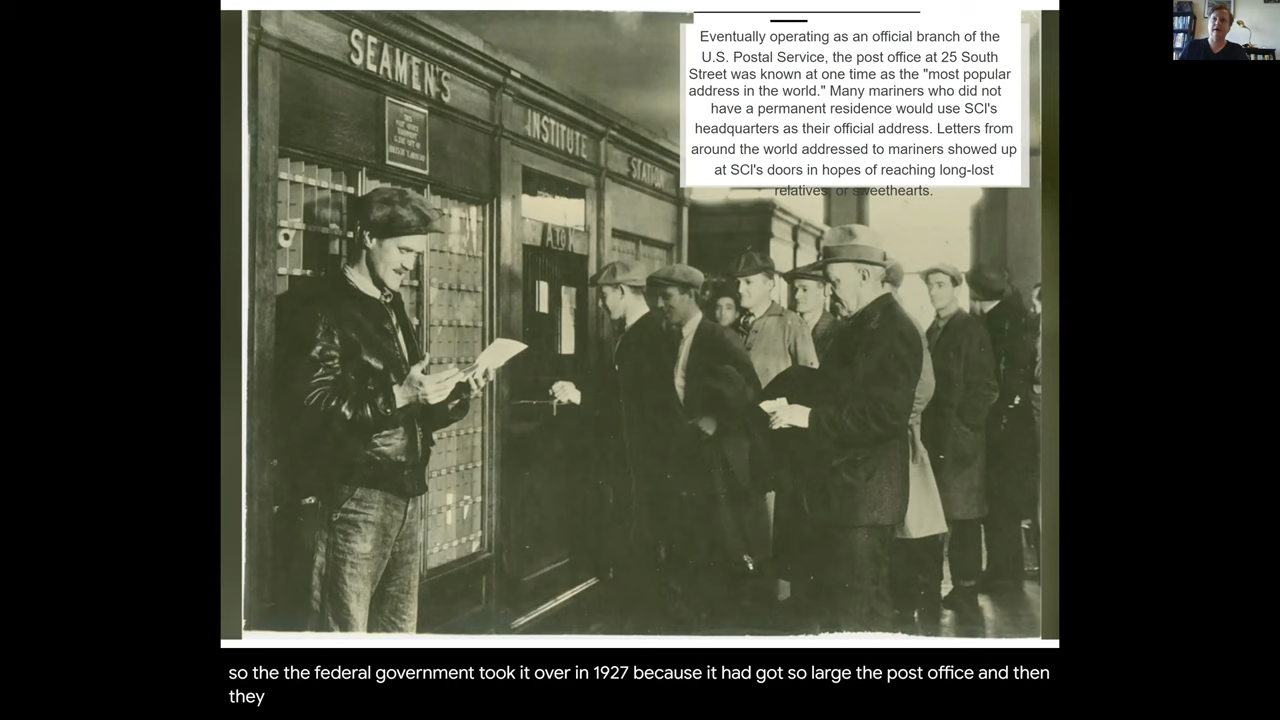 Eventually operating as an official branch of the
U.S. Postal Service, the post office at 25 South
Street was known at one time as the "most popular
address in the world." Many mariners who did not
have a permanent residence would use SCI's
headquarters as their official address. Letters from
around the world addressed to mariners showed up
at SCI's doors in hopes of reaching long-lost
relatives, or sweethearts.
SEAMEN'S
INSTITUTE
STATION
A TO K
so the the federal government took it over in 1927 because it had got so large the post office and then
they